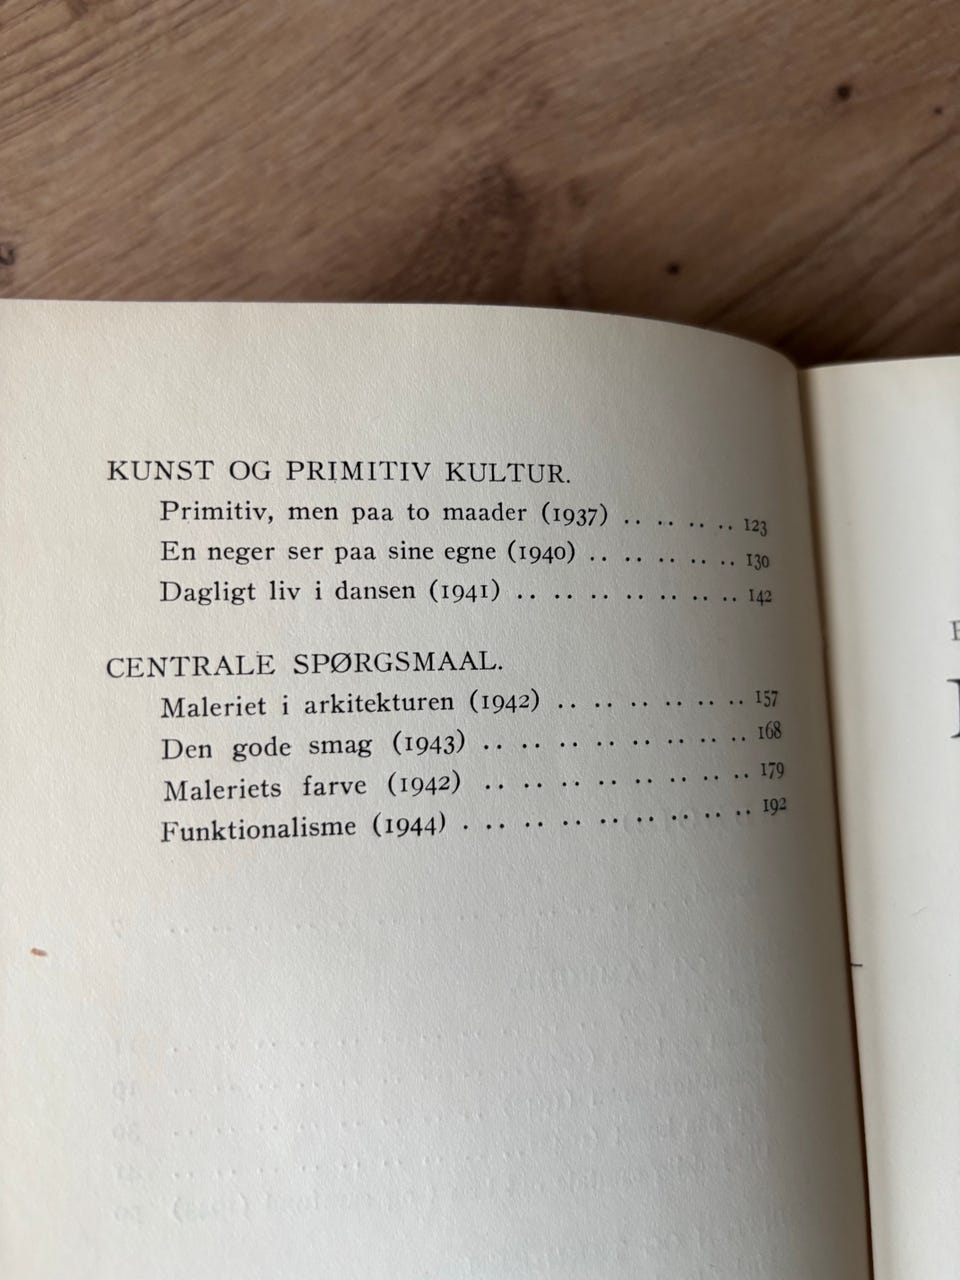 KUNST OG PRIMITIV KULTUR.
Primitiv, men paa to maader (1937) .. .. .. .. 123
En neger ser paa sine egne (1940) .. .. .. .. .. 130
Dagligt liv i dansen (1941) .. .. .. .. .. .. .. 142
CENTRALE SPØRGSMAAL.
Maleriet i arkitekturen (1942) .. .. .. .. .. .. 157
Den gode smag (1943) .. .. .. .. .. .. .. .. 168
Maleriets farve (1942) .. .. .. .. .. .. .. .. 179
Funktionalisme (1944) . .. .. .. .. .. .. .. .. 192